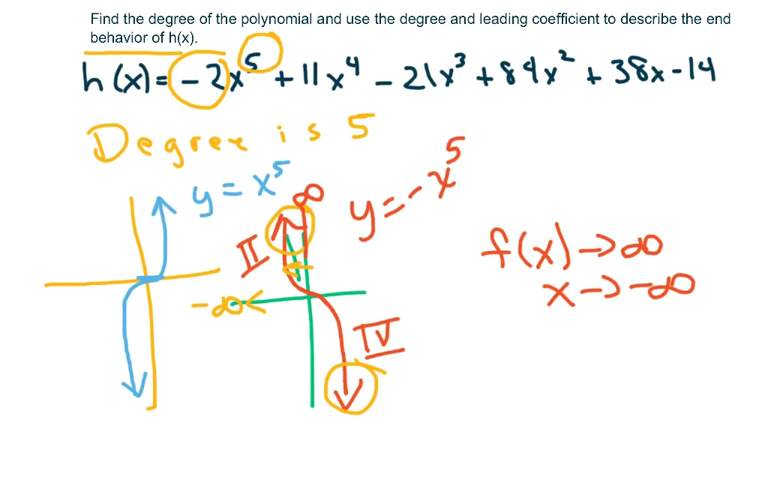 Find the degree of the polynomial and use the degree and leading coefficient to describe the end
behavior of h(x).
h(x)=-2x⁵+11x⁴-21x³+84x²+38x-14
Degree is 5
y=x⁵
∞
y=-x⁵
II
f(x)→∞
x→-∞
-∞
IV